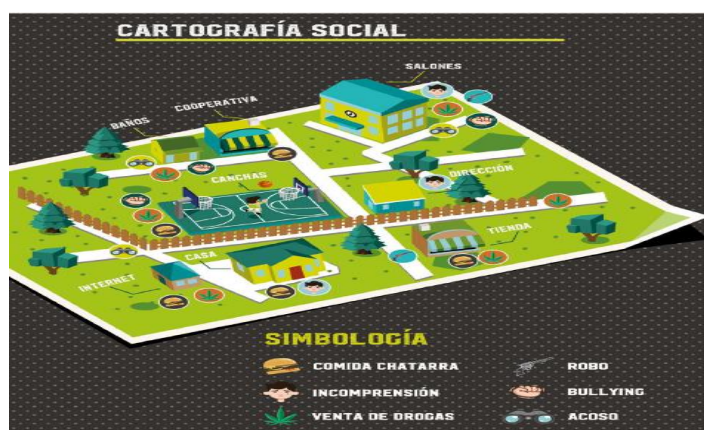 CARTOGRAFÍA SOCIAL
SALONES
COOPERATIVA
BAÑOS
CANCHAS
DIRECCIÓN
TIENDA
CASA
INTERNET
SIMBOLOGÍA
COMIDA CHATARRA
ROBO
INCOMPRENSIÓN
BULLYING
VENTA DE DROGAS
ACOSO